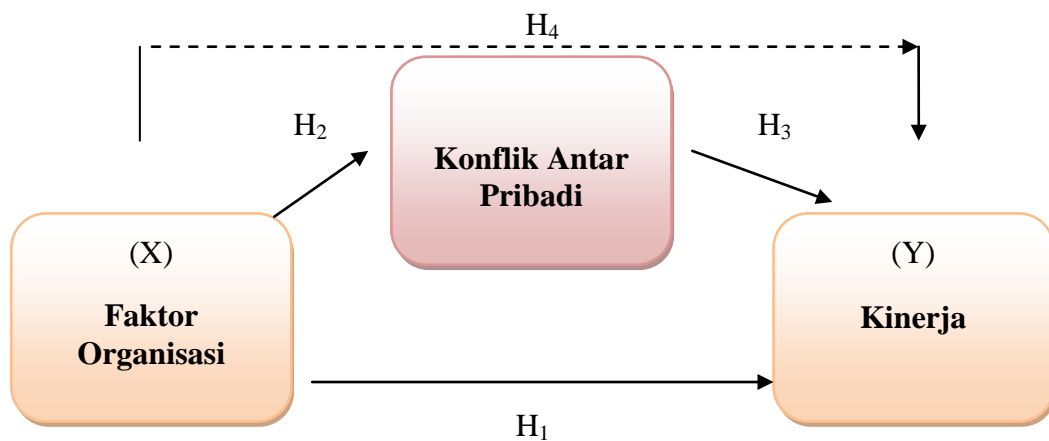 H₄
H₂
H₃
Konflik Antar
Pribadi
(X)
Faktor
Organisasi
(Y)
Kinerja
H₁